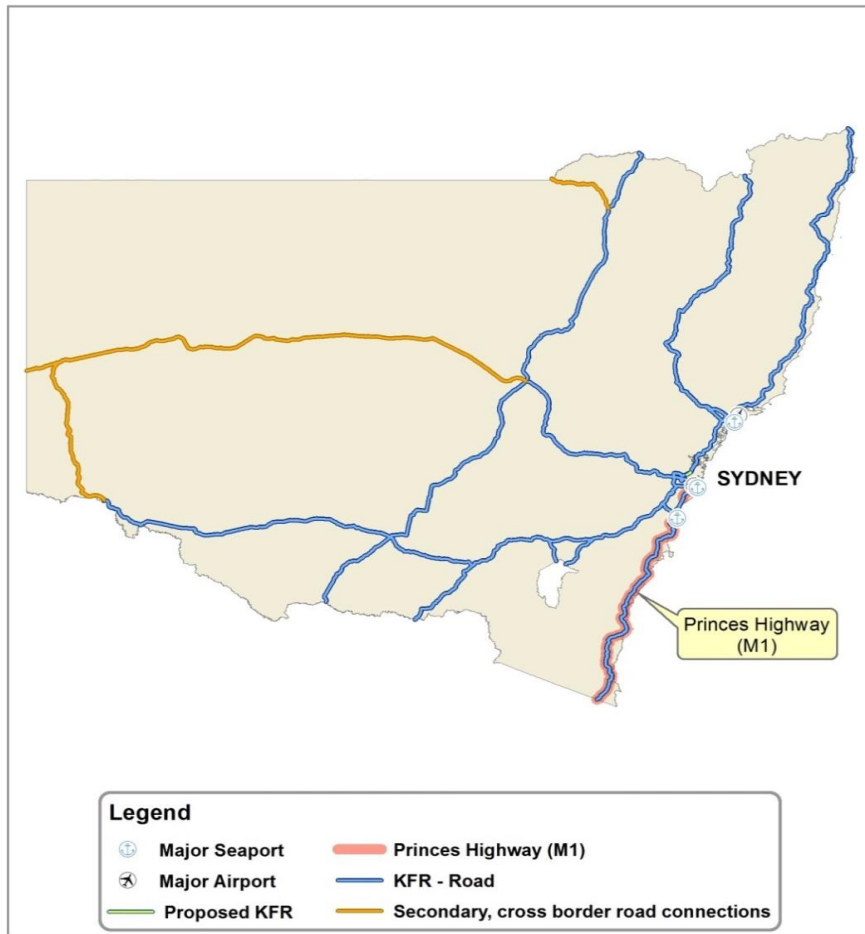 SYDNEY
Princes Highway
(M1)
Legend
Major Seaport
Princes Highway (M1)
Major Airport
KFR - Road
Proposed KFR
Secondary, cross border road connections